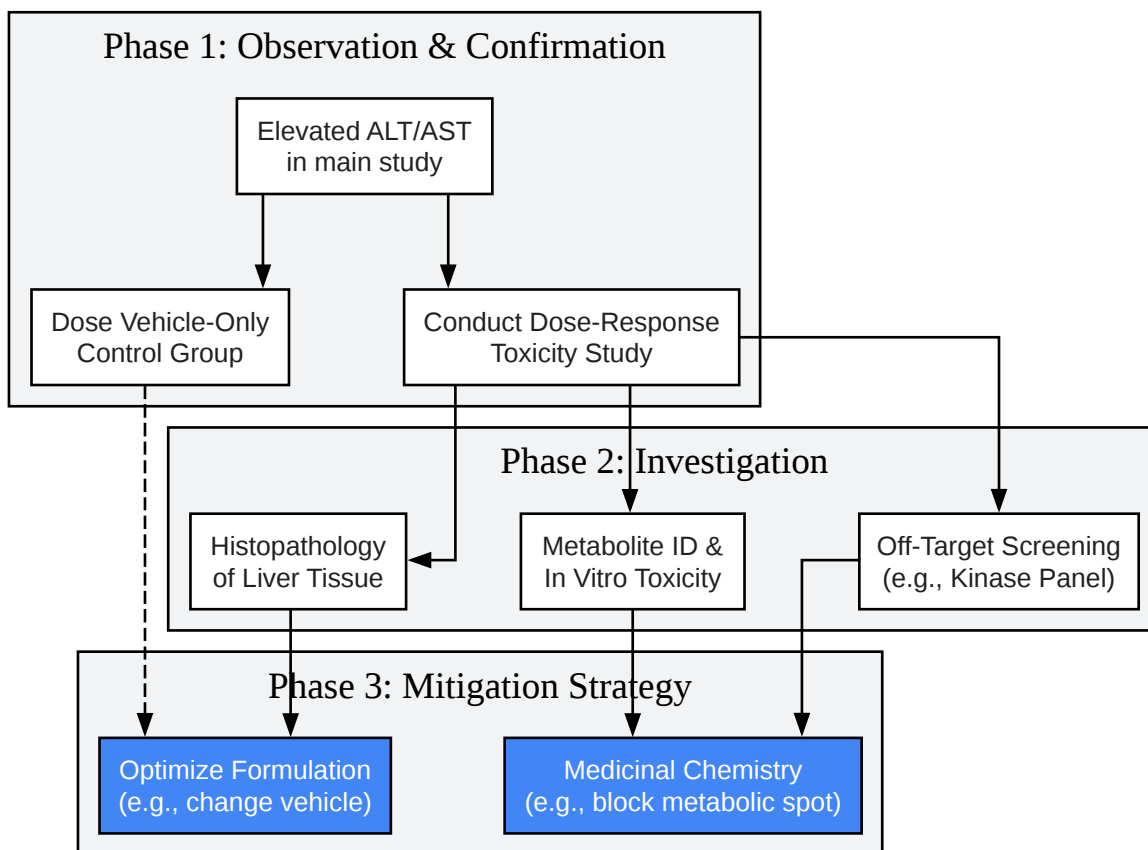 Phase 1: Observation & Confirmation
Elevated ALT/AST
in main study
Dose Vehicle-Only
Control Group
Conduct Dose-Response
Toxicity Study
Phase 2: Investigation
Histopathology
of Liver Tissue
Metabolite ID &
In Vitro Toxicity
Off-Target Screening
(e.g., Kinase Panel)
Phase 3: Mitigation Strategy
Optimize Formulation
(e.g., change vehicle)
Medicinal Chemistry
(e.g., block metabolic spot)